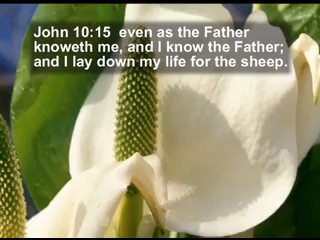 John 10:15  even as the Father
knoweth me, and I know the Father;
and I lay down my life for the sheep.